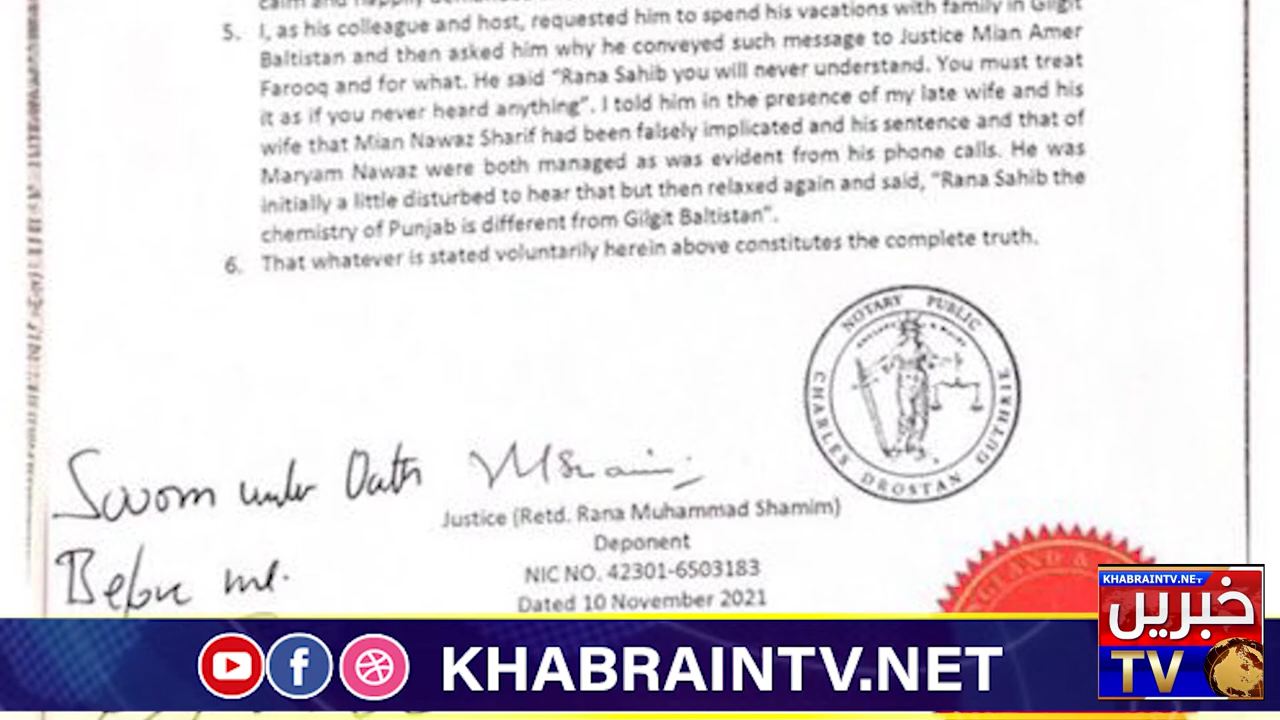 calm and happily
5. I, as his colleague and host, requested him to spend his vacations with family in Gilgit
Baltistan and then asked him why he conveyed such message to Justice Mian Amer
Farooq and for what. He said "Rana Sahib you will never understand. You must treat
it as if you never heard anything". I told him in the presence of my late wife and his
wife that Mian Nawaz Sharif had been falsely implicated and his sentence and that of
Maryam Nawaz were both managed as was evident from his phone calls. He was
initially a little disturbed to hear that but then relaxed again and said, "Rana Sahib the
chemistry of Punjab is different from Gilgit Baltistan".
6. That whatever is stated voluntarily herein above constitutes the complete truth.
NOTARY PUBLIC
CHARLES DROSTAN GUTHRIE
Sworn under Oath
Before me.
Justice (Retd. Rana Muhammad Shamim)
Deponent
NIC NO. 42301-6503183
Dated 10 November 2021
ENGLAND &
KHABRAINTV.NET
KHABRAINTV.NET
خبریں
TV